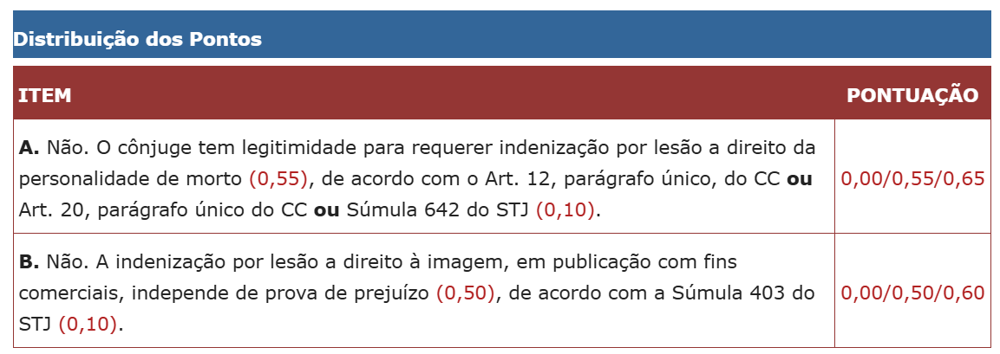 Distribuição dos Pontos
ITEM PONTUAÇÃO
A. Não. O cônjuge tem legitimidade para requerer indenização por lesão a direito da
personalidade de morto (0,55), de acordo com o Art. 12, parágrafo único, do CC ou
Art. 20, parágrafo único do CC ou Súmula 642 do STJ (0,10).
0,00/0,55/0,65
B. Não. A indenização por lesão a direito à imagem, em publicação com fins
comerciais, independe de prova de prejuízo (0,50), de acordo com a Súmula 403 do
STJ (0,10).
0,00/0,50/0,60